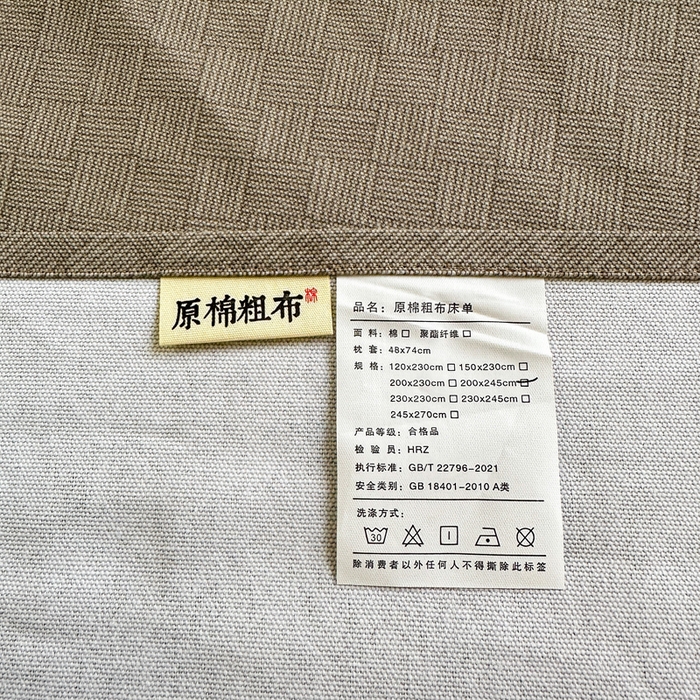 原棉粗布
棉
品名：原棉粗布床单
面 料：棉□ 聚酯纤维□
枕 套：48x74cm
规 格：120x230cm□ 150x230cm□
200x230cm□ 200x245cm□
230x230cm□ 230x245cm□
245x270cm□
产品等级：合格品
检 验 员：HRZ
执行标准：GB/T 22796-2021
安全类别：GB 18401-2010 A类
洗涤方式：
30
除消费者以外任何人不得撕除此标签